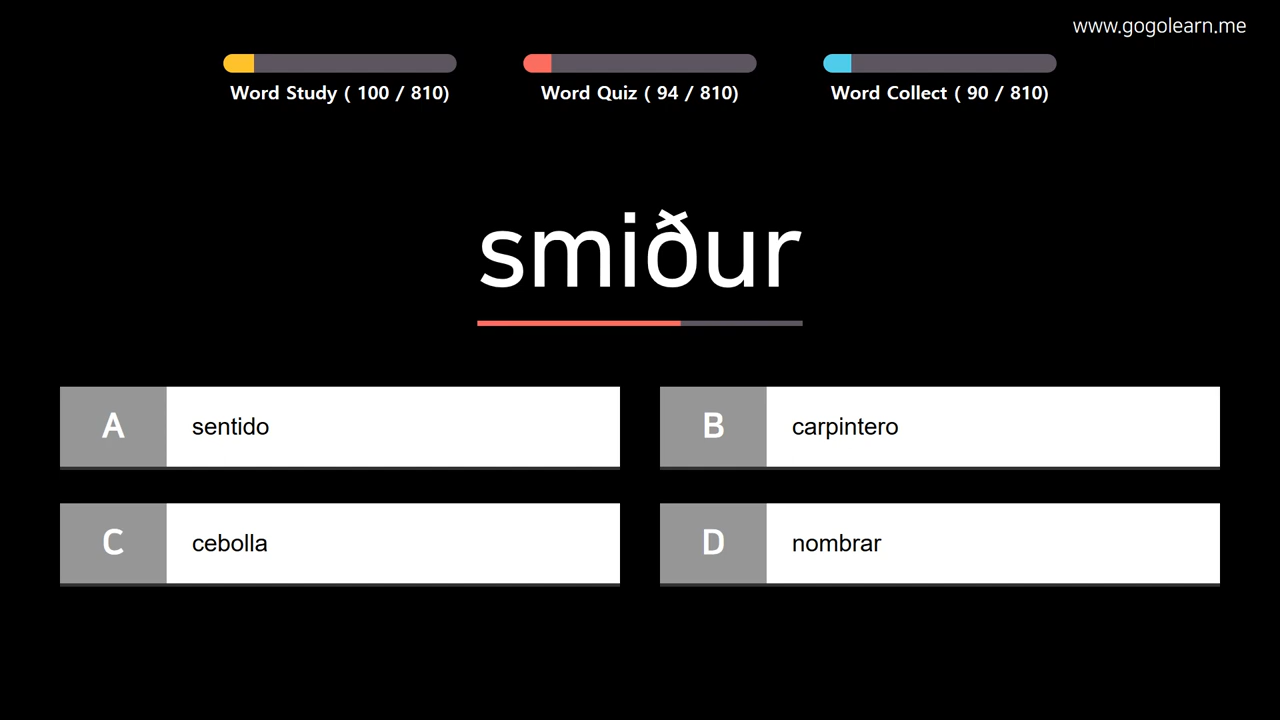 www.gogolearn.me
Word Study ( 100 / 810)
Word Quiz ( 94 / 810)
Word Collect ( 90 / 810)
smiður
A sentido
B carpintero
C cebolla
D nombrar